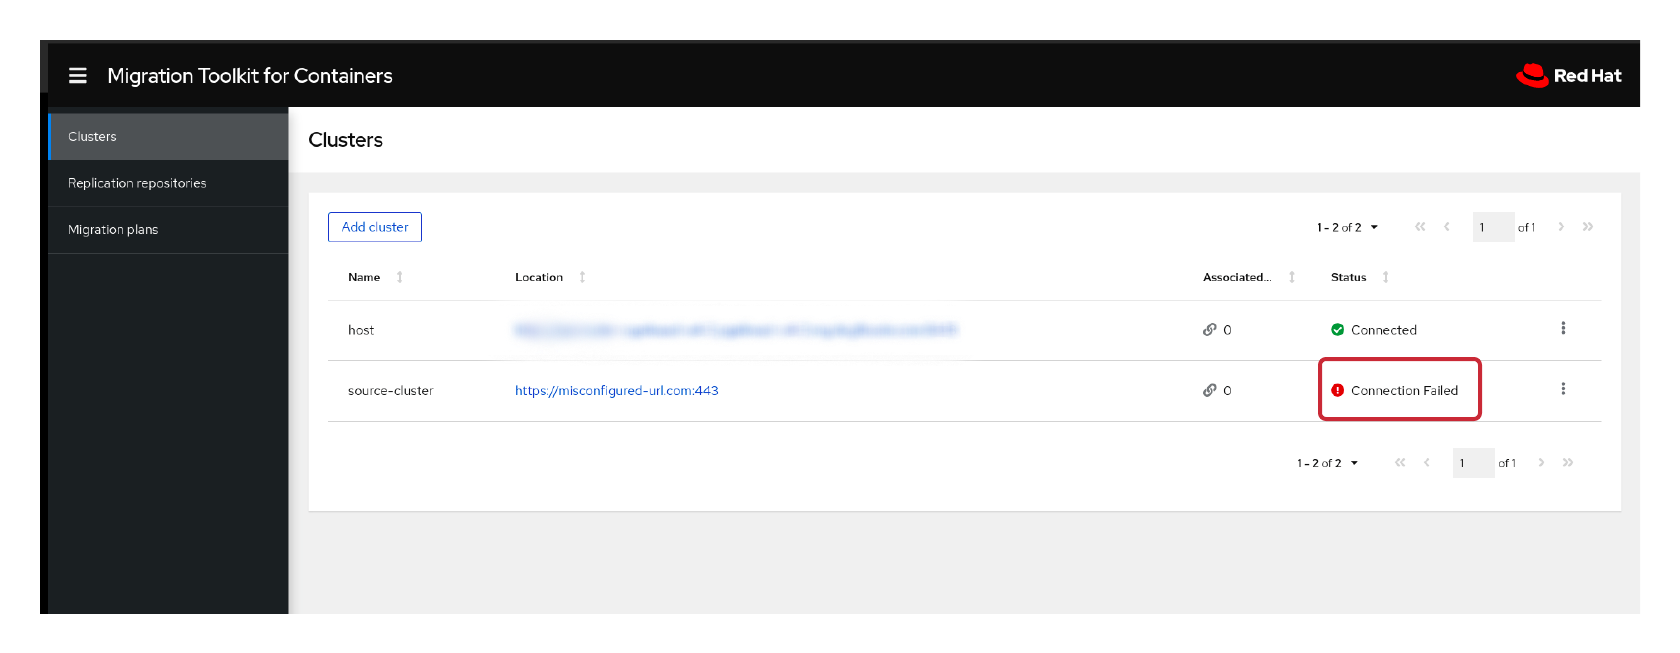 Migration Toolkit for Containers
Red Hat
Clusters
Replication repositories
Migration plans
Clusters
Add cluster
1 - 2 of 2
1 of 1
Name Location Associated... Status
host 0 Connected
source-cluster https://misconfigured-url.com:443 0 Connection Failed
1 - 2 of 2
1 of 1